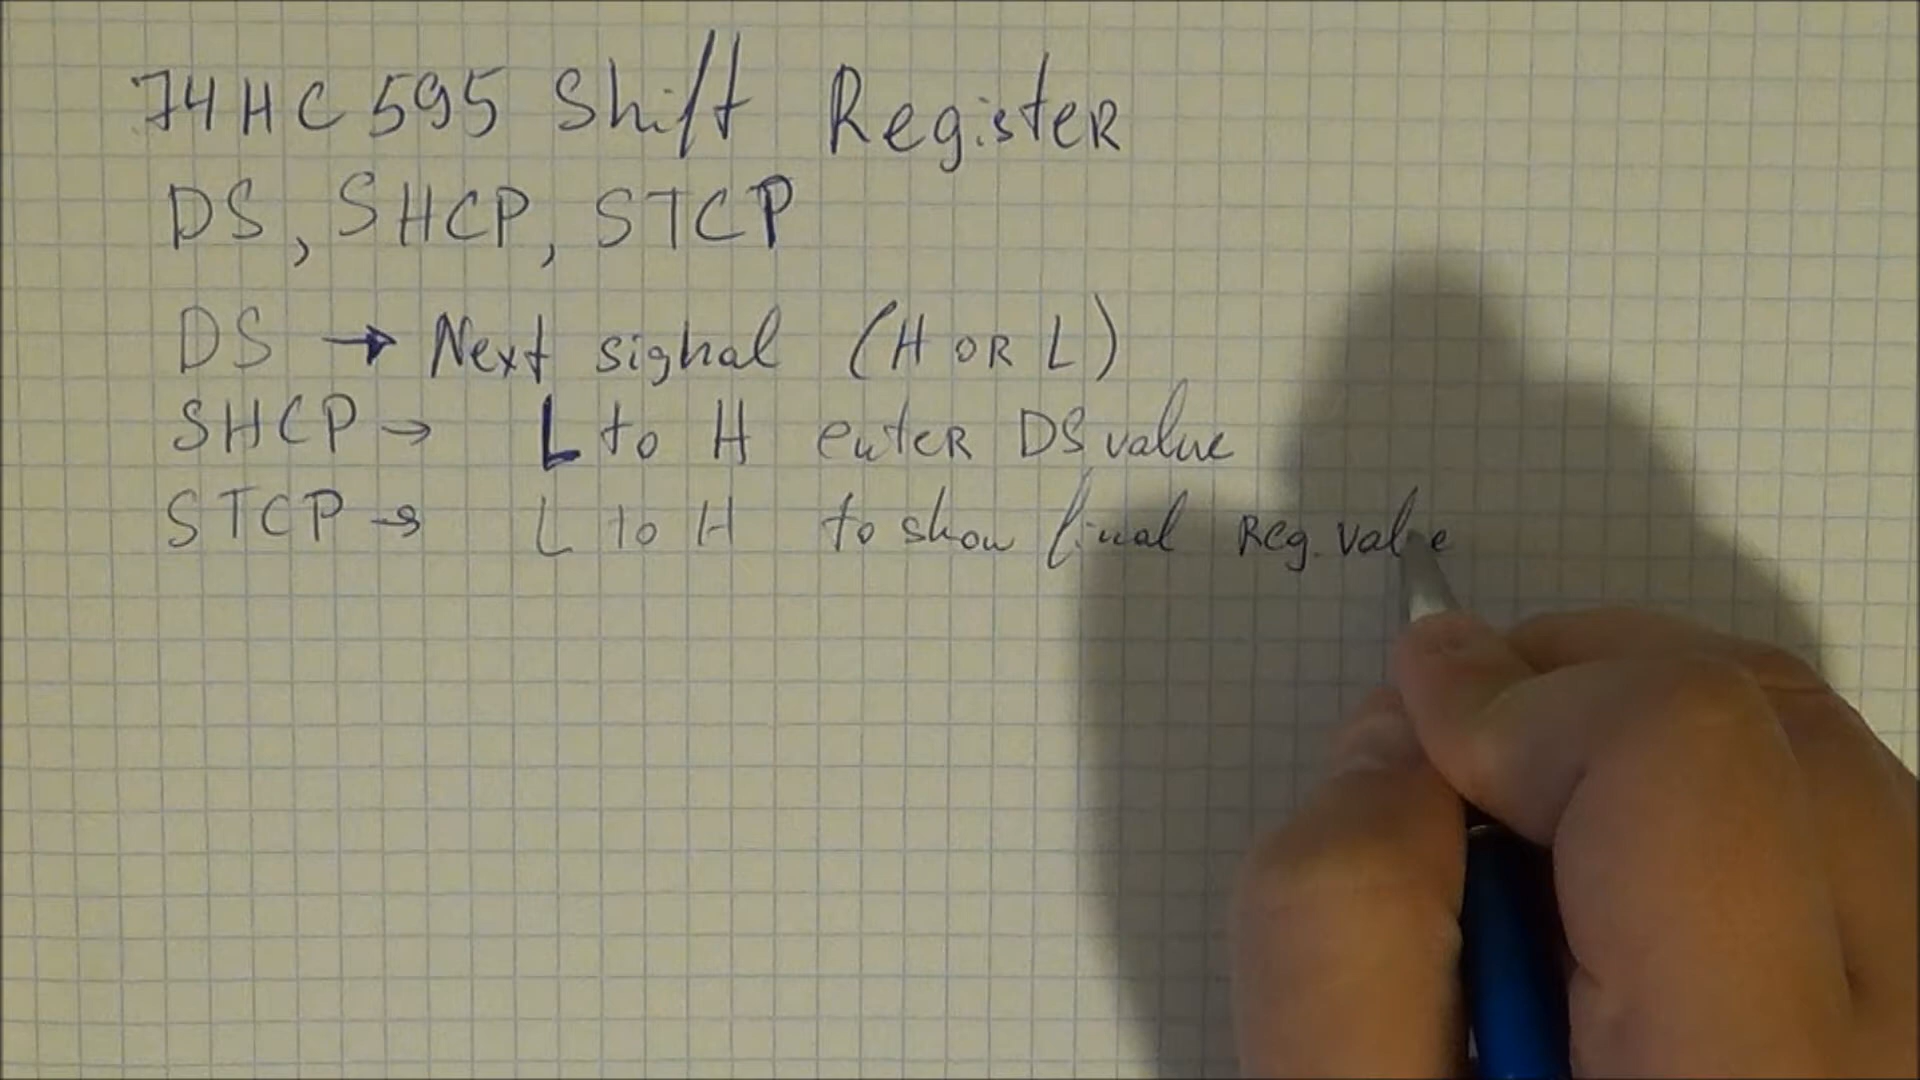 74HC595 Shift Register
DS, SHCP, STCP
DS → Next signal (H OR L)
SHCP → L to H enter DS value
STCP → L to H to show final Reg. value